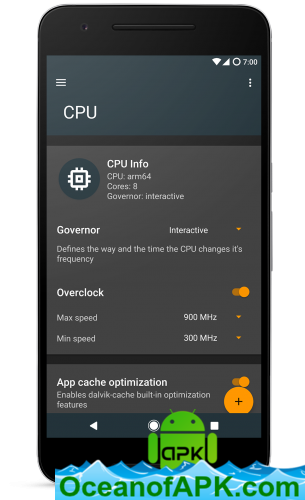 7:00
CPU
CPU Info
CPU: arm64
Cores: 8
Governor: interactive
Governor Interactive
Defines the way and the time the CPU changes it's
frequency
Overclock
Max speed 900 MHz
Min speed 300 MHz
App cache optimization
Enables dalvik-cache built-in optimization
features
+
apk
OceanofAPK.com